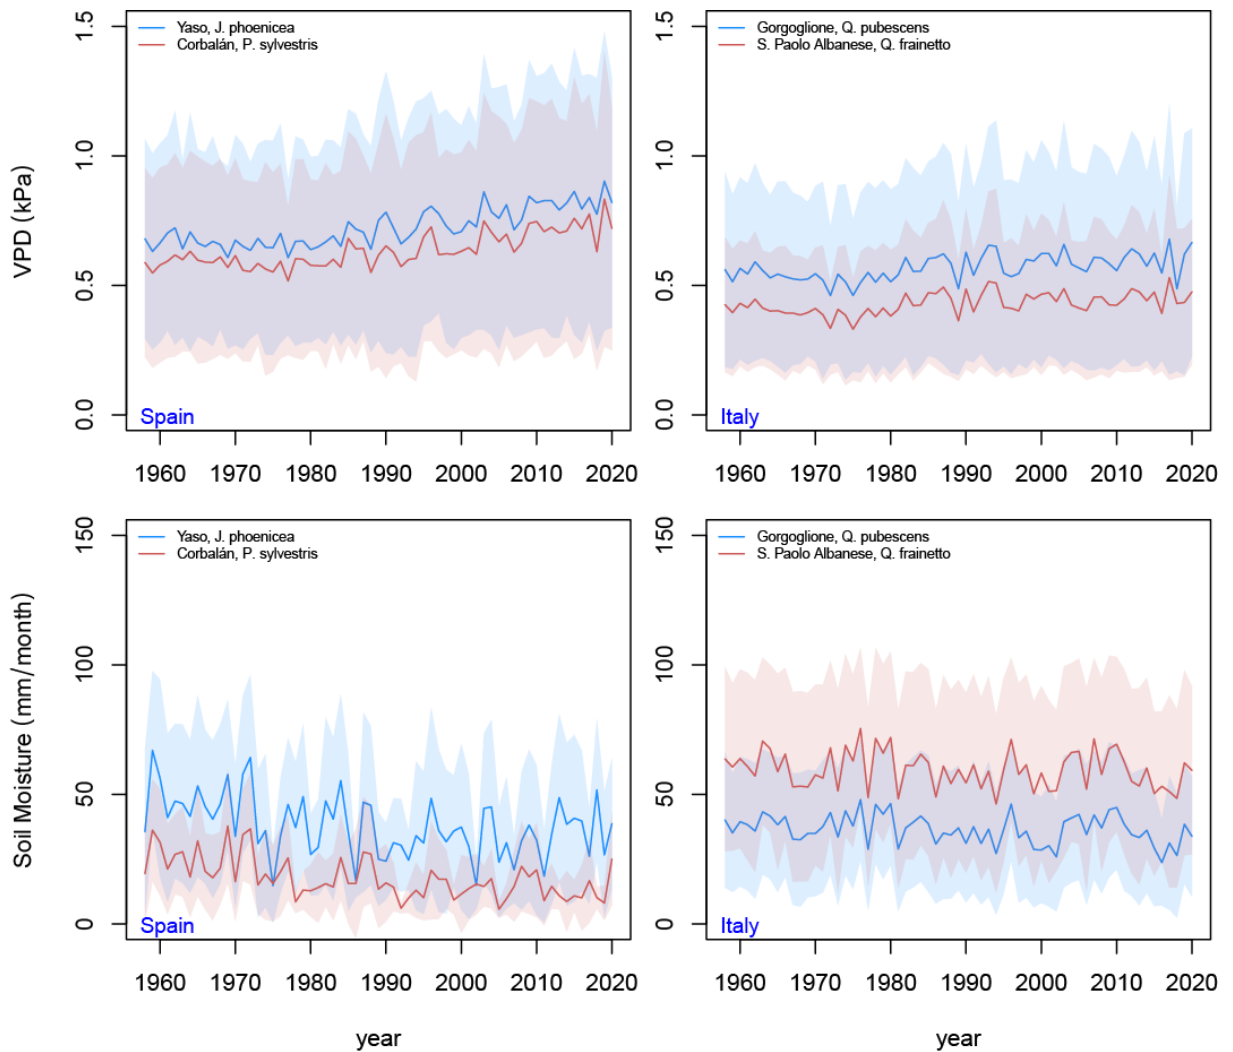 Yaso, J. phoenicea
Corbalán, P. sylvestris
VPD (kPa)
0.0
0.5
1.0
1.5
Spain
1960 1970 1980 1990 2000 2010 2020
Gorgoglione, Q. pubescens
S. Paolo Albanese, Q. frainetto
0.0
0.5
1.0
1.5
Italy
1960 1970 1980 1990 2000 2010 2020
Yaso, J. phoenicea
Corbalán, P. sylvestris
Soil Moisture (mm/month)
0
50
100
150
Spain
1960 1970 1980 1990 2000 2010 2020
year
Gorgoglione, Q. pubescens
S. Paolo Albanese, Q. frainetto
0
50
100
150
Italy
1960 1970 1980 1990 2000 2010 2020
year